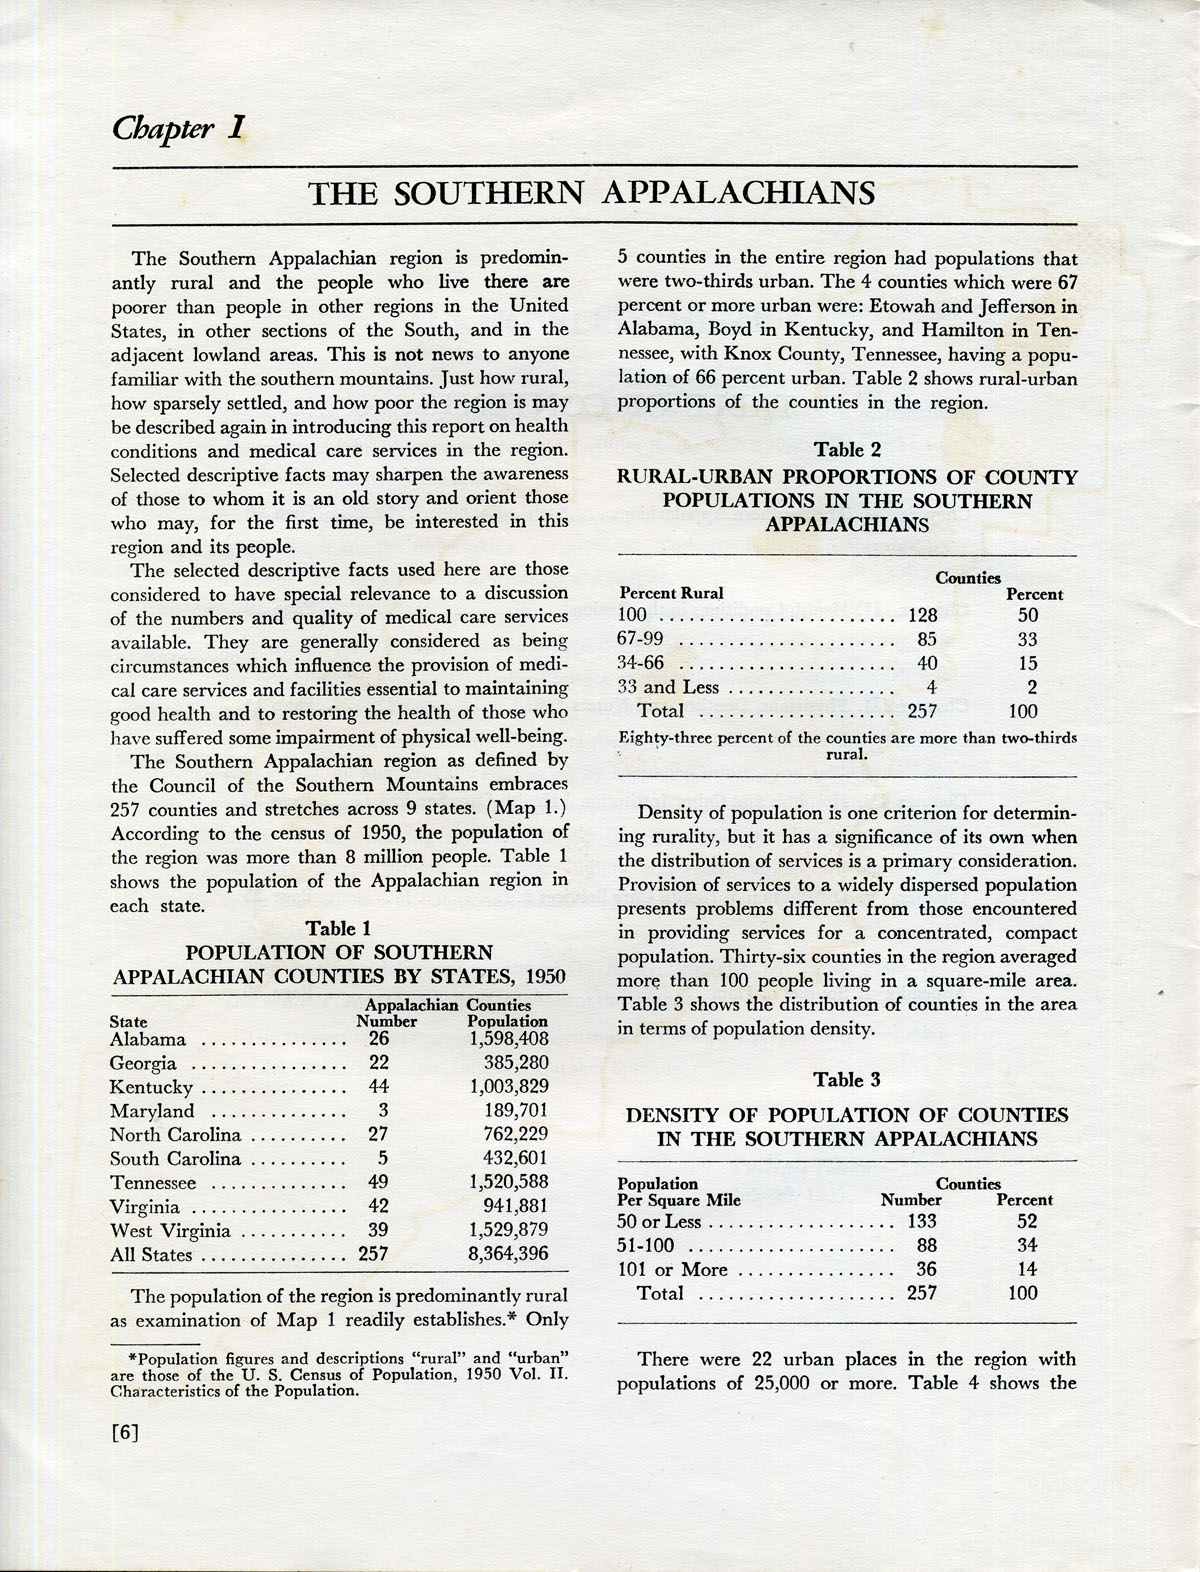 Chapter I
THE SOUTHERN APPALACHIANS
The Southern Appalachian region is predomin-
antly rural and the people who live there are
poorer than people in other regions in the United
States, in other sections of the South, and in the
adjacent lowland areas. This is not news to anyone
familiar with the southern mountains. Just how rural,
how sparsely settled, and how poor the region is may
be described again in introducing this report on health
conditions and medical care services in the region.
Selected descriptive facts may sharpen the awareness
of those to whom it is an old story and orient those
who may, for the first time, be interested in this
region and its people.
The selected descriptive facts used here are those
considered to have special relevance to a discussion
of the numbers and quality of medical care services
available. They are generally considered as being
circumstances which influence the provision of medi-
cal care services and facilities essential to maintaining
good health and to restoring the health of those who
have suffered some impairment of physical well-being.
The Southern Appalachian region as defined by
the Council of the Southern Mountains embraces
257 counties and stretches across 9 states. (Map 1.)
According to the census of 1950, the population of
the region was more than 8 million people. Table 1
shows the population of the Appalachian region in
each state.
Table 1
POPULATION OF SOUTHERN
APPALACHIAN COUNTIES BY STATES, 1950
Appalachian Counties
State Number Population
Alabama ............... 26 1,598,408
Georgia ................ 22 385,280
Kentucky ............... 44 1,003,829
Maryland .............. 3 189,701
North Carolina .......... 27 762,229
South Carolina .......... 5 432,601
Tennessee .............. 49 1,520,588
Virginia ................ 42 941,881
West Virginia ........... 39 1,529,879
All States ............... 257 8,364,396
The population of the region is predominantly rural
as examination of Map 1 readily establishes.* Only
*Population figures and descriptions "rural" and "urban"
are those of the U. S. Census of Population, 1950 Vol. II.
Characteristics of the Population.
[6]
5 counties in the entire region had populations that
were two-thirds urban. The 4 counties which were 67
percent or more urban were: Etowah and Jefferson in
Alabama, Boyd in Kentucky, and Hamilton in Ten-
nessee, with Knox County, Tennessee, having a popu-
lation of 66 percent urban. Table 2 shows rural-urban
proportions of the counties in the region.
Table 2
RURAL-URBAN PROPORTIONS OF COUNTY
POPULATIONS IN THE SOUTHERN
APPALACHIANS
Counties
Percent Rural Percent
100 ........................ 128 50
67-99 ...................... 85 33
34-66 ...................... 40 15
33 and Less ................. 4 2
Total .................... 257 100
Eighty-three percent of the counties are more than two-thirds
rural.
Density of population is one criterion for determin-
ing rurality, but it has a significance of its own when
the distribution of services is a primary consideration.
Provision of services to a widely dispersed population
presents problems different from those encountered
in providing services for a concentrated, compact
population. Thirty-six counties in the region averaged
more than 100 people living in a square-mile area.
Table 3 shows the distribution of counties in the area
in terms of population density.
Table 3
DENSITY OF POPULATION OF COUNTIES
IN THE SOUTHERN APPALACHIANS
Population Counties
Per Square Mile Number Percent
50 or Less ................... 133 52
51-100 ..................... 88 34
101 or More ................ 36 14
Total .................... 257 100
There were 22 urban places in the region with
populations of 25,000 or more. Table 4 shows the